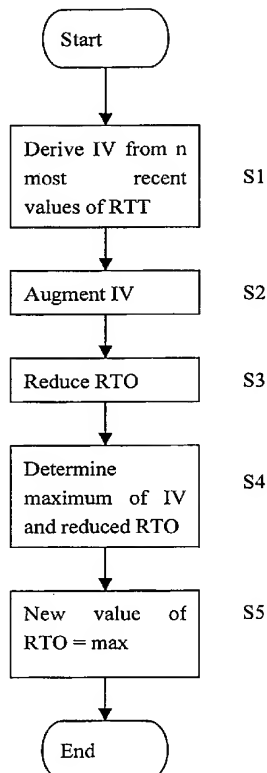 Start
Derive IV from n
most recent
values of RTT
S1
Augment IV
S2
Reduce RTO
S3
Determine
maximum of IV
and reduced RTO
S4
New value of
RTO = max
S5
End